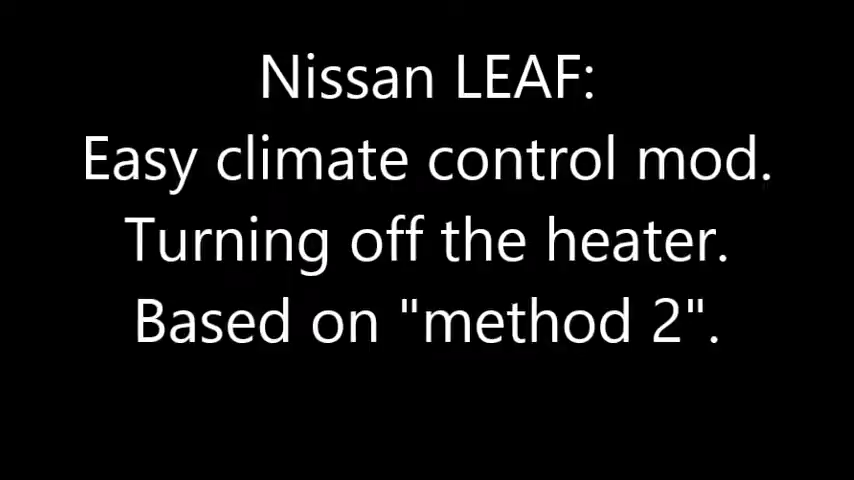 Nissan LEAF:
Easy climate control mod.
Turning off the heater.
Based on "method 2".